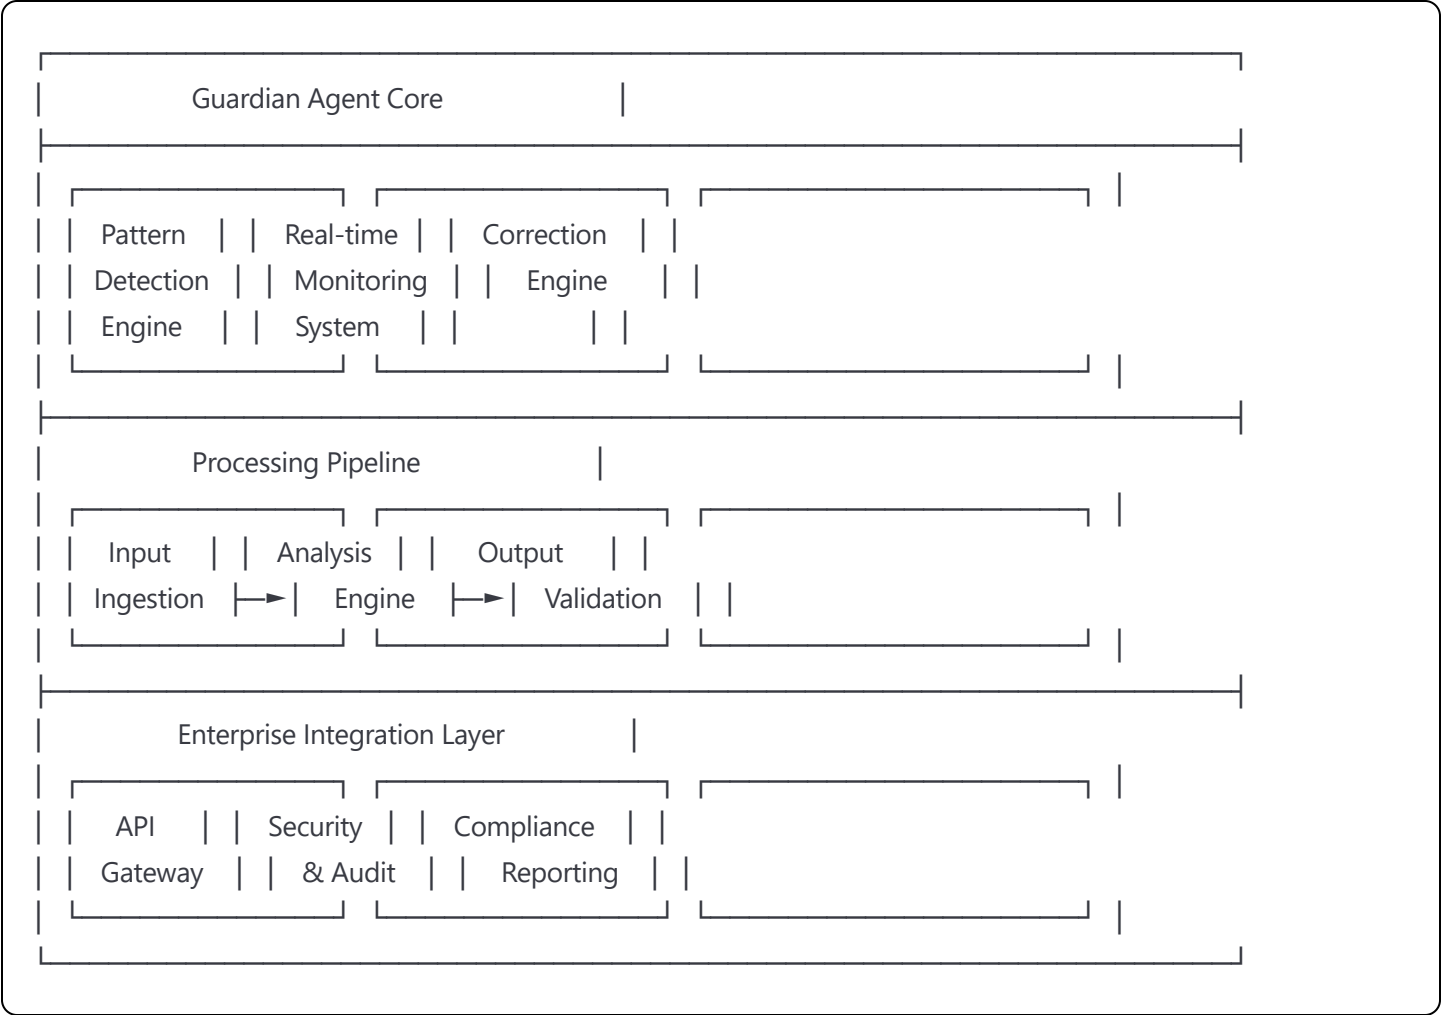 Guardian Agent Core
Pattern Real-time Correction
Detection Monitoring Engine
Engine System
Processing Pipeline
Input Analysis Output
Ingestion ├─►│ Engine ├─►│ Validation
Enterprise Integration Layer
API Security Compliance
Gateway & Audit Reporting